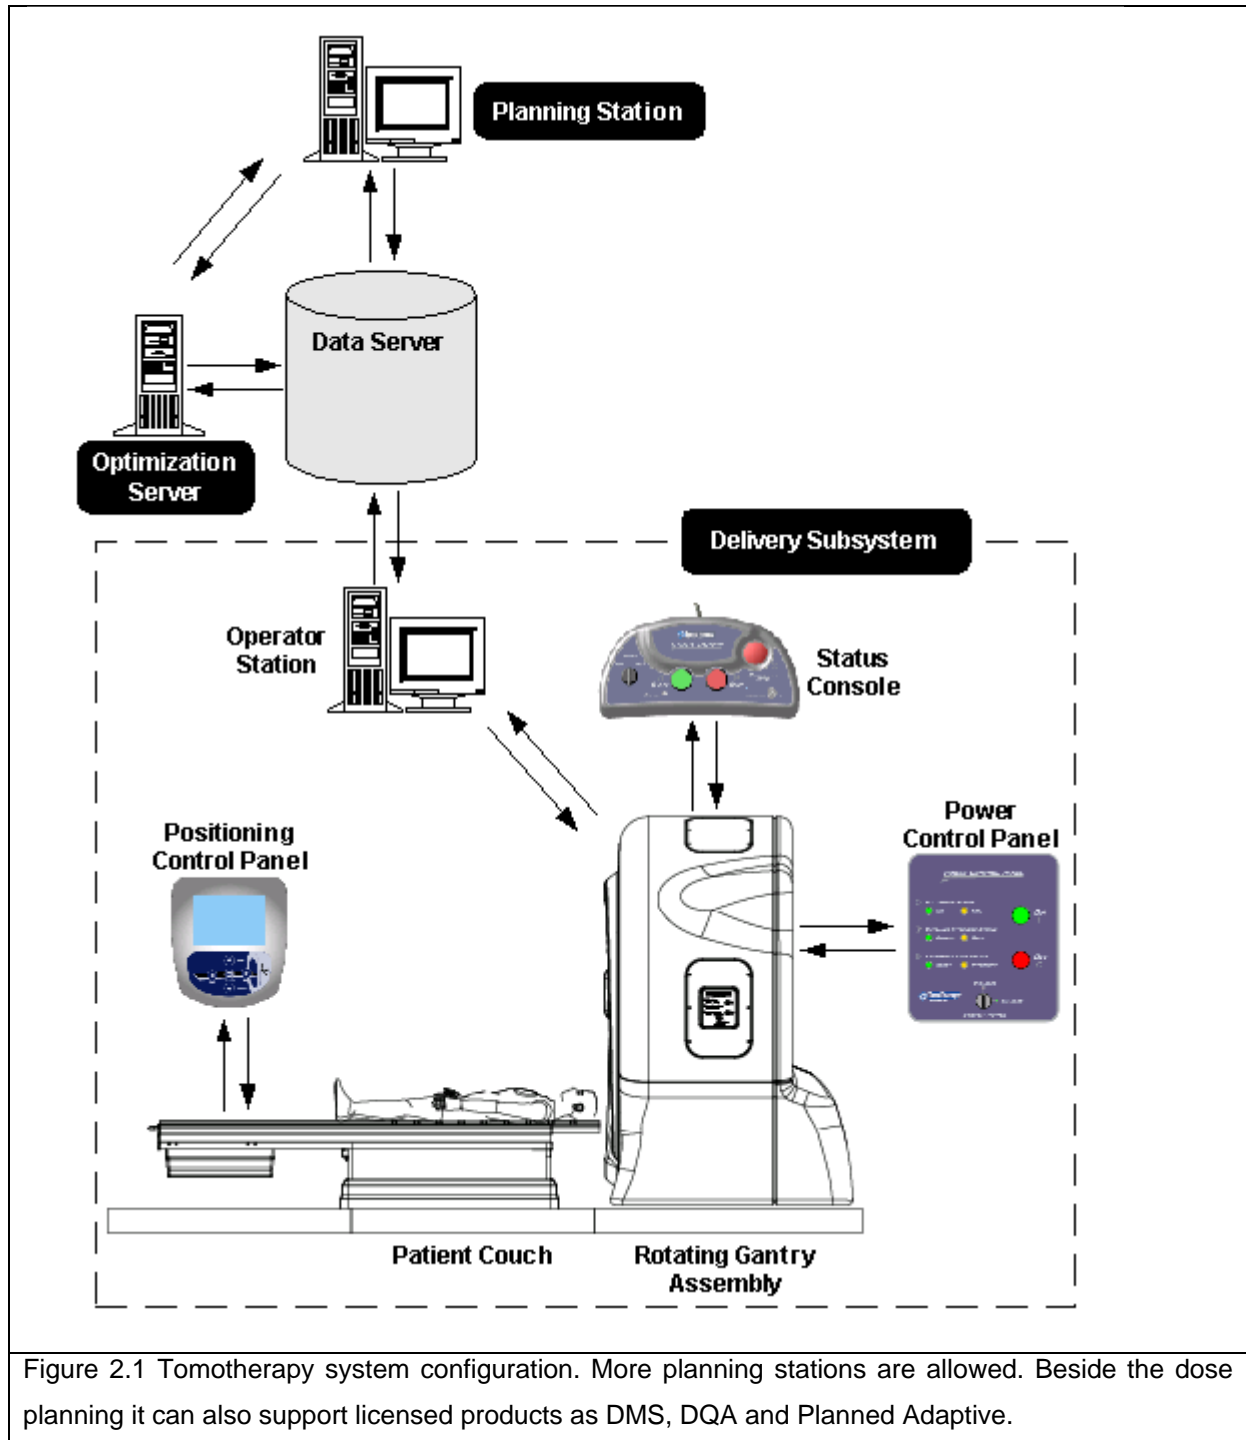 Planning Station
Data Server
Optimization
Server
Delivery Subsystem
Operator
Station
Status
Console
Positioning
Control Panel
Power
Control Panel
Patient Couch
Rotating Gantry
Assembly
Figure 2.1 Tomotherapy system configuration. More planning stations are allowed. Beside the dose
planning it can also support licensed products as DMS, DQA and Planned Adaptive.